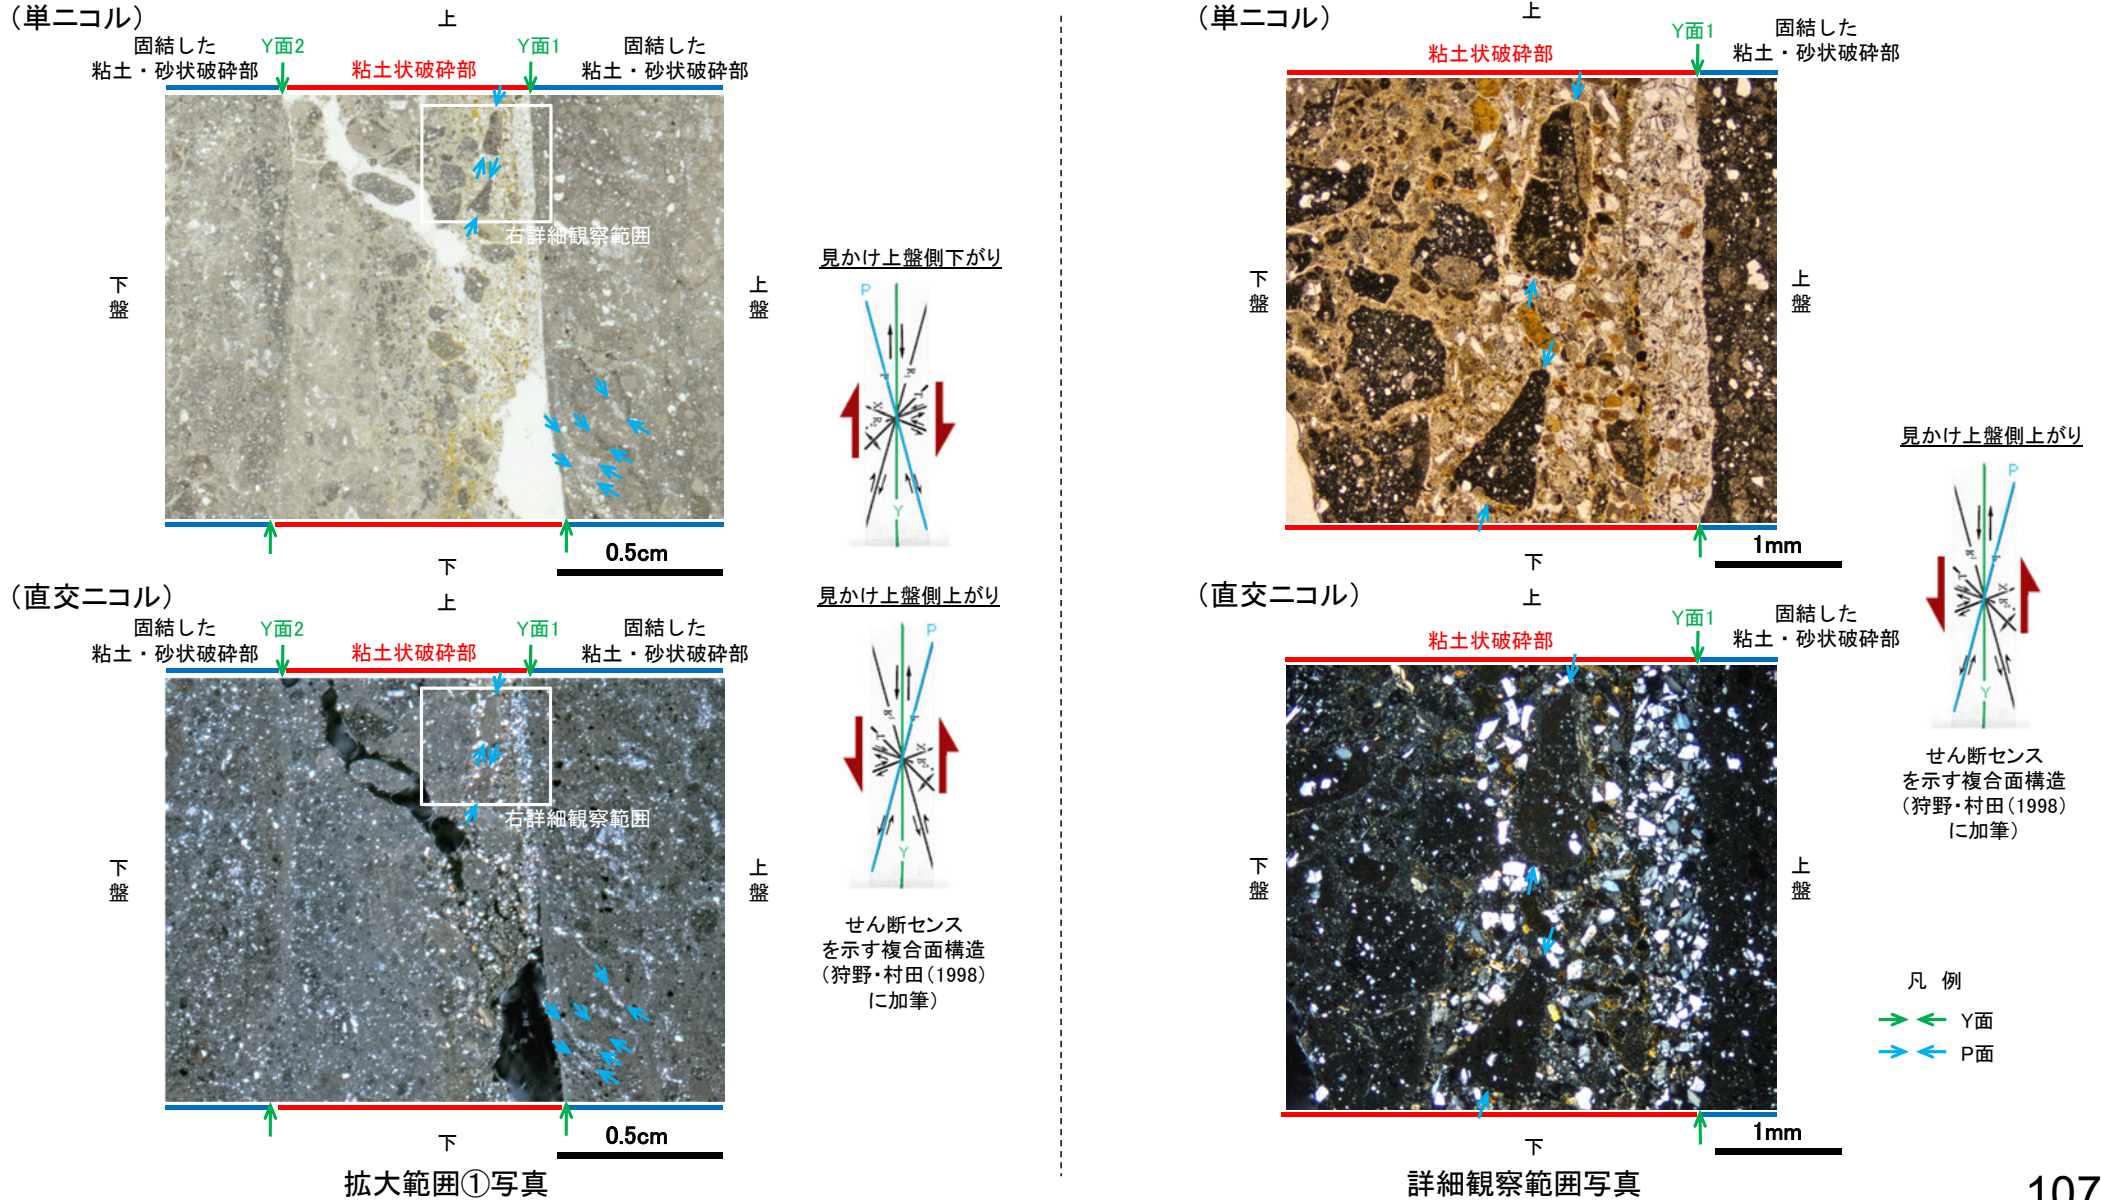 （単ニコル）
上
固結した
粘土・砂状破砕部
Y面2
粘土状破砕部
Y面1
固結した
粘土・砂状破砕部
右詳細観察範囲
下盤
上盤
下
0.5cm
見かけ上盤側下がり
P
Y
（直交ニコル）
上
固結した
粘土・砂状破砕部
Y面2
粘土状破砕部
Y面1
固結した
粘土・砂状破砕部
右詳細観察範囲
下盤
上盤
下
0.5cm
見かけ上盤側上がり
P
Y
せん断センス
を示す複合面構造
（狩野・村田（1998）
に加筆）
拡大範囲①写真
（単ニコル）
上
粘土状破砕部
Y面1
固結した
粘土・砂状破砕部
下盤
上盤
下
1mm
（直交ニコル）
上
粘土状破砕部
Y面1
固結した
粘土・砂状破砕部
下盤
上盤
下
1mm
詳細観察範囲写真
見かけ上盤側上がり
P
Y
せん断センス
を示す複合面構造
（狩野・村田（1998）
に加筆）
凡　例
Y面
P面
107